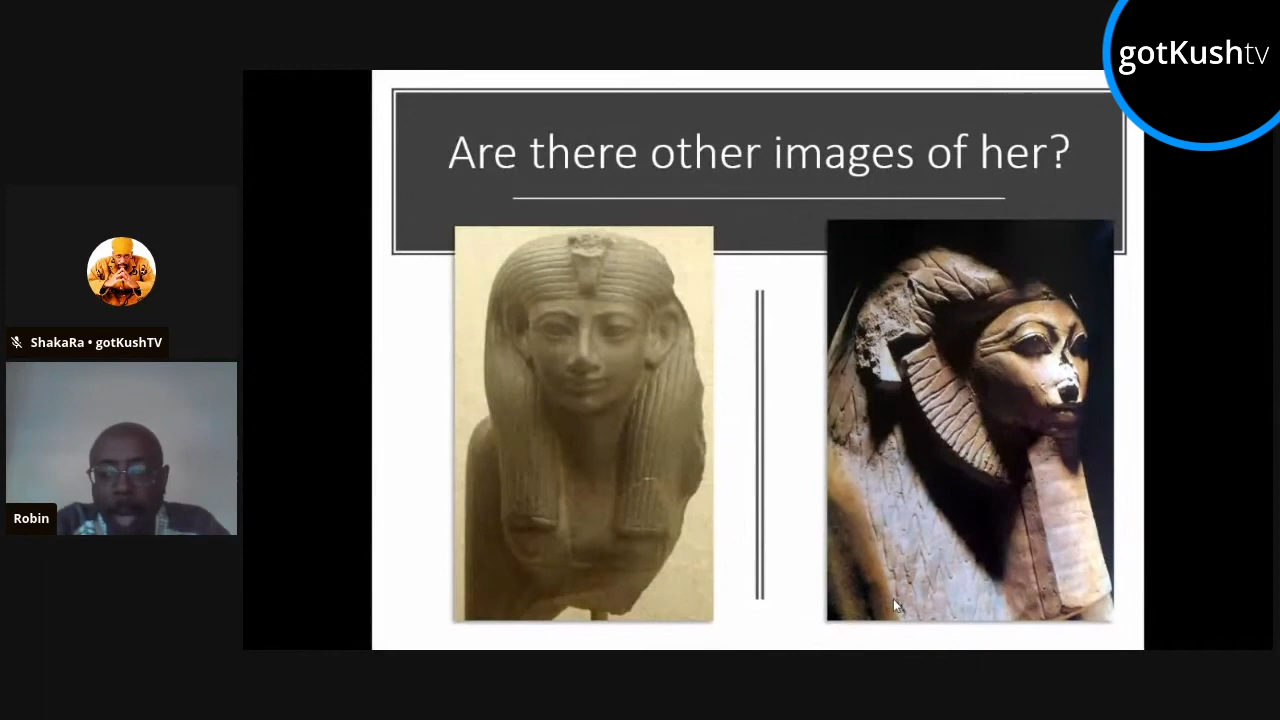 gotKushtv
Are there other images of her?
ShakaRa • gotKushTV
Robin